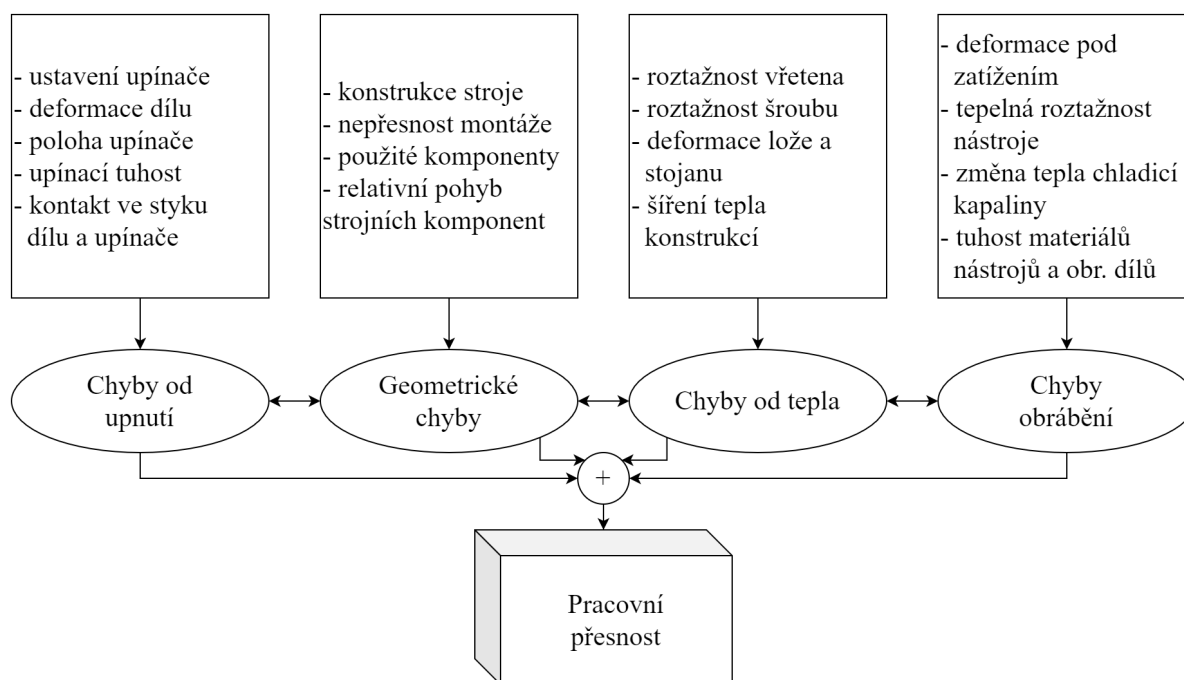 - ustavení upínače
- deformace dílu
- poloha upínače
- upínací tuhost
- kontakt ve styku
dílu a upínače
- konstrukce stroje
- nepřesnost montáže
- použité komponenty
- relativní pohyb
strojních komponent
- roztažnost vřetena
- roztažnost šroubu
- deformace lože a
stojanu
- šíření tepla
konstrukcí
- deformace pod
zatížením
- tepelná roztažnost
nástroje
- změna tepla chladicí
kapaliny
- tuhost materiálů
nástrojů a obr. dílů
Chyby od
upnutí
Geometrické
chyby
Chyby od tepla
Chyby
obrábění
+
Pracovní
přesnost